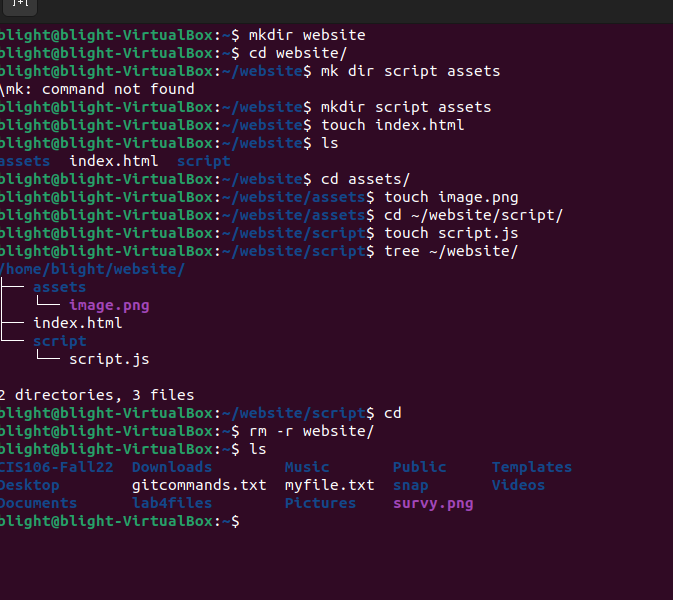 blight@blight-VirtualBox:~$ mkdir website
blight@blight-VirtualBox:~$ cd website/
blight@blight-VirtualBox:~/website$ mk dir script assets
\mk: command not found
blight@blight-VirtualBox:~/website$ mkdir script assets
blight@blight-VirtualBox:~/website$ touch index.html
blight@blight-VirtualBox:~/website$ ls
assets  index.html  script
blight@blight-VirtualBox:~/website$ cd assets/
blight@blight-VirtualBox:~/website/assets$ touch image.png
blight@blight-VirtualBox:~/website/assets$ cd ~/website/script/
blight@blight-VirtualBox:~/website/script$ touch script.js
blight@blight-VirtualBox:~/website/script$ tree ~/website/
/home/blight/website/
├── assets
│   └── image.png
├── index.html
└── script
    └── script.js

2 directories, 3 files
blight@blight-VirtualBox:~/website/script$ cd
blight@blight-VirtualBox:~$ rm -r website/
blight@blight-VirtualBox:~$ ls
CIS106-Fall22  Downloads        Music       Public     Templates
Desktop        gitcommands.txt  myfile.txt  snap       Videos
Documents      lab4files        Pictures    survy.png
blight@blight-VirtualBox:~$